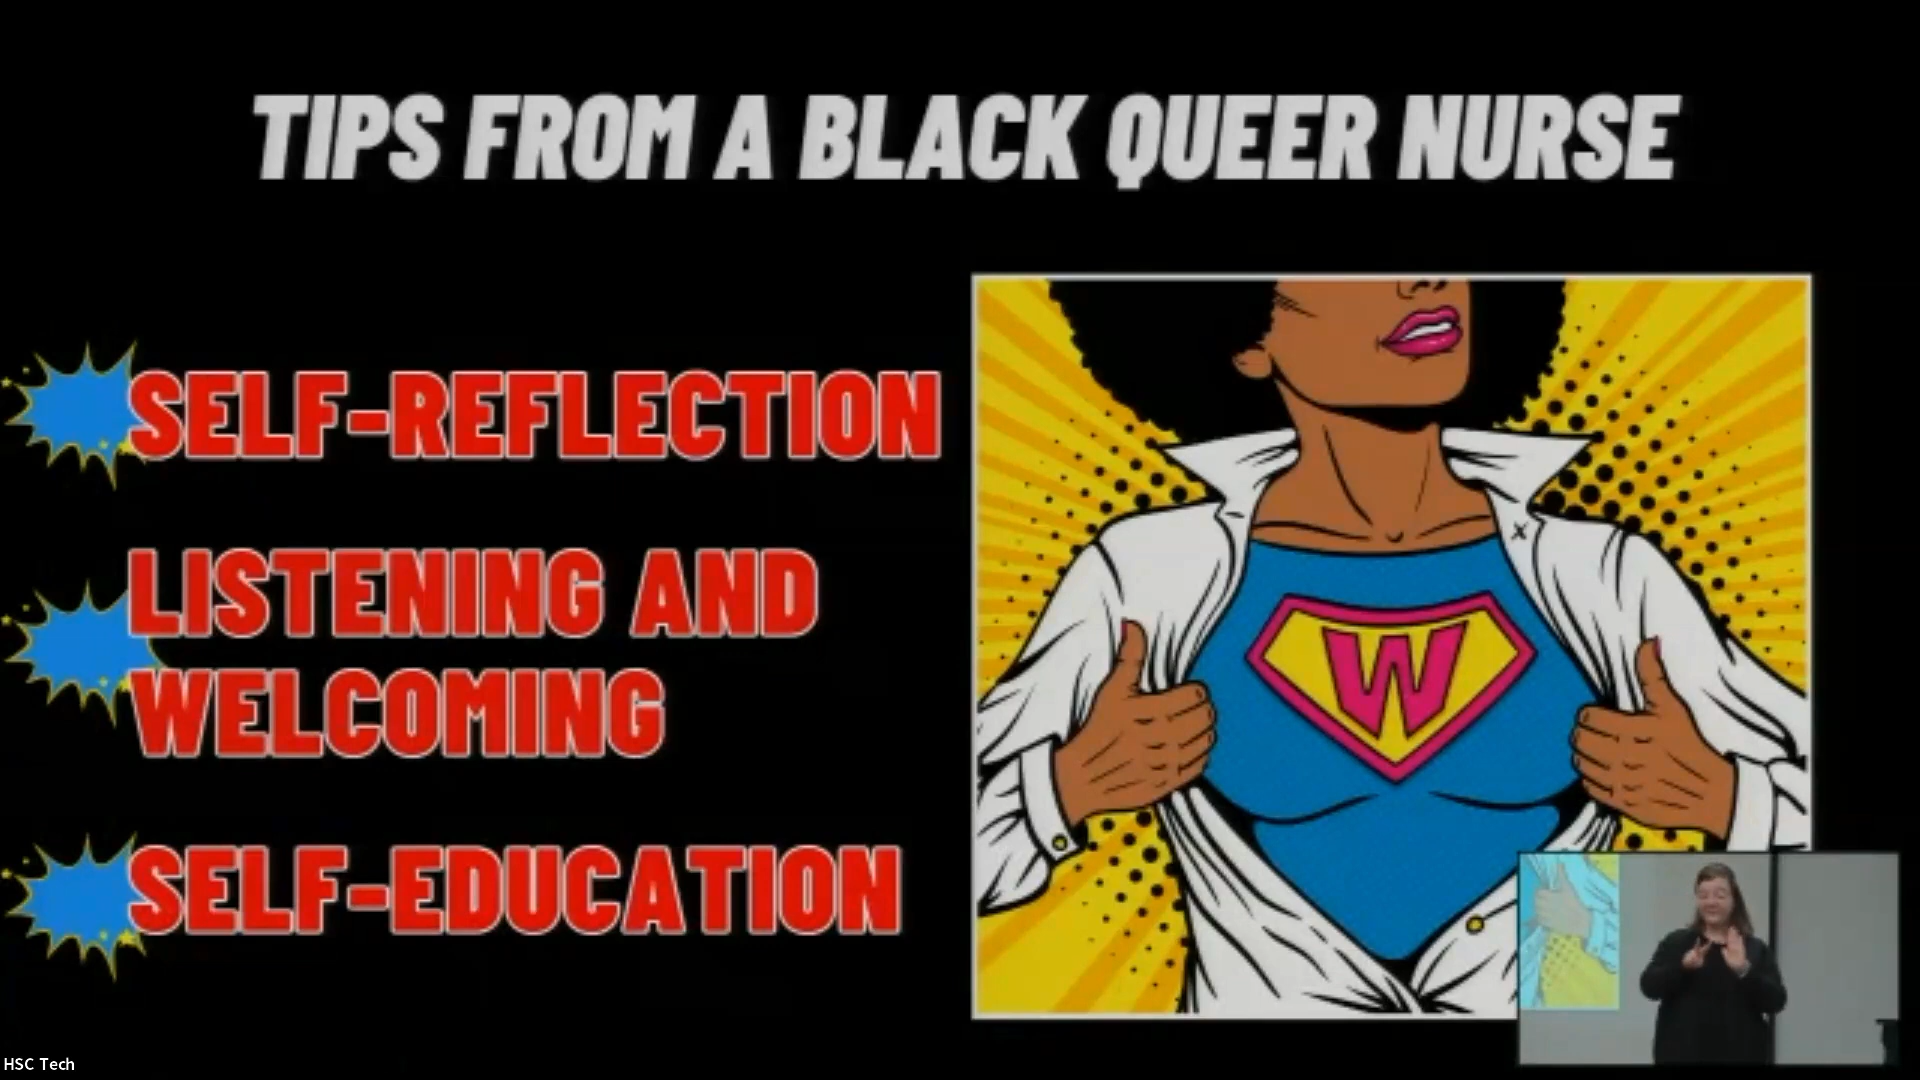 TIPS FROM A BLACK QUEER NURSE
SELF-REFLECTION
LISTENING AND
WELCOMING
SELF-EDUCATION
W
HSC Tech